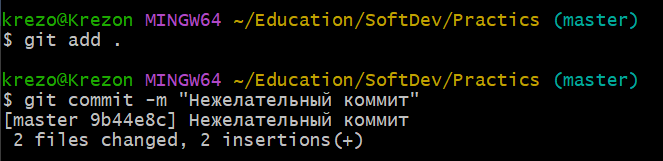 krezo@Krezon MINGW64 ~/Education/SoftDev/Practics (master)
$ git add .
krezo@Krezon MINGW64 ~/Education/SoftDev/Practics (master)
$ git commit -m "Нежелательный коммит"
[master 9b44e8c] Нежелательный коммит
 2 files changed, 2 insertions(+)